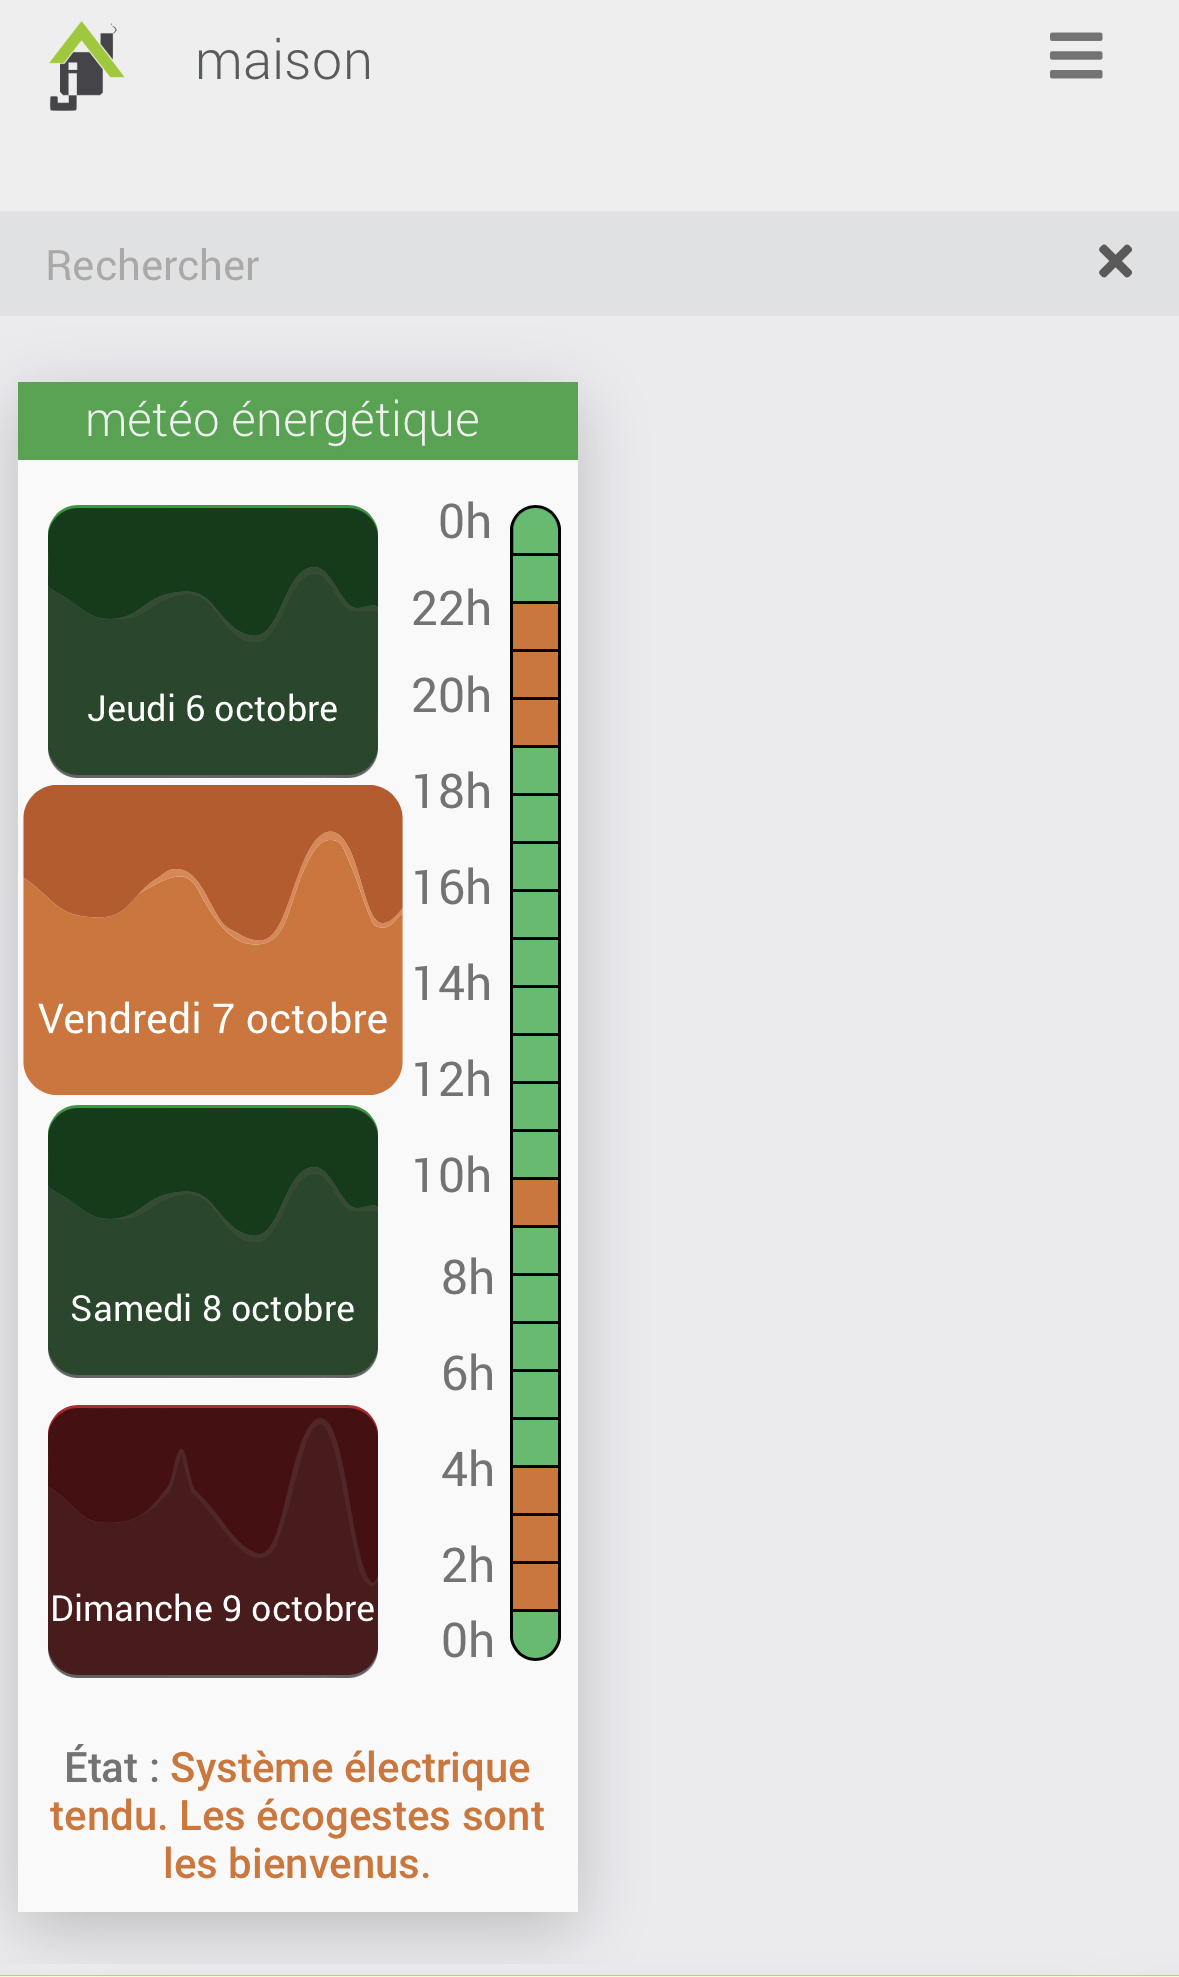 maison
Rechercher
météo énergétique
0h
22h
20h
18h
16h
14h
12h
10h
8h
6h
4h
2h
0h
Jeudi 6 octobre
Vendredi 7 octobre
Samedi 8 octobre
Dimanche 9 octobre
État : Système électrique
tendu. Les écogestes sont
les bienvenus.